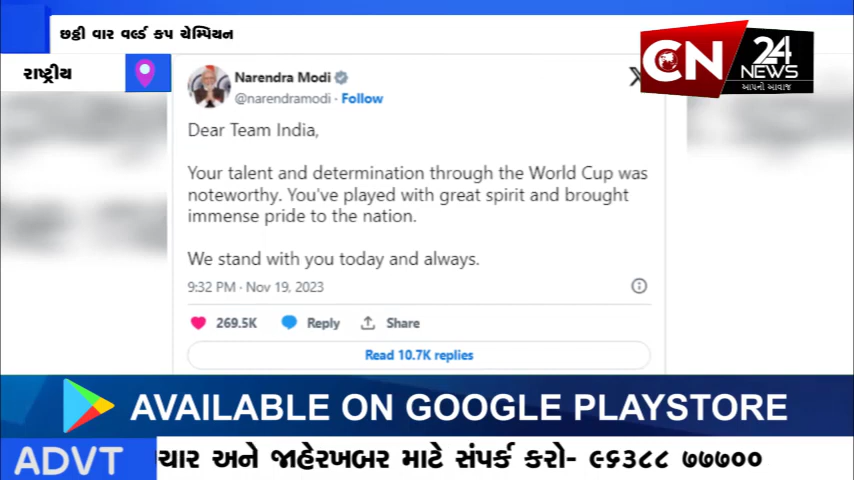 છઠ્ઠી વાર વર્લ્ડ કપ ચેમ્પિયન
રાષ્ટ્રીય
CN 24 NEWS
આપનો અવાજ
Narendra Modi
@narendramodi · Follow
Dear Team India,
Your talent and determination through the World Cup was
noteworthy. You've played with great spirit and brought
immense pride to the nation.
We stand with you today and always.
9:32 PM · Nov 19, 2023
269.5K Reply Share
Read 10.7K replies
AVAILABLE ON GOOGLE PLAYSTORE
ADVT ચાર અને જાહેરખબર માટે સંપર્ક કરો- ૯૬૩૮૮ ૭૭૭૦૦